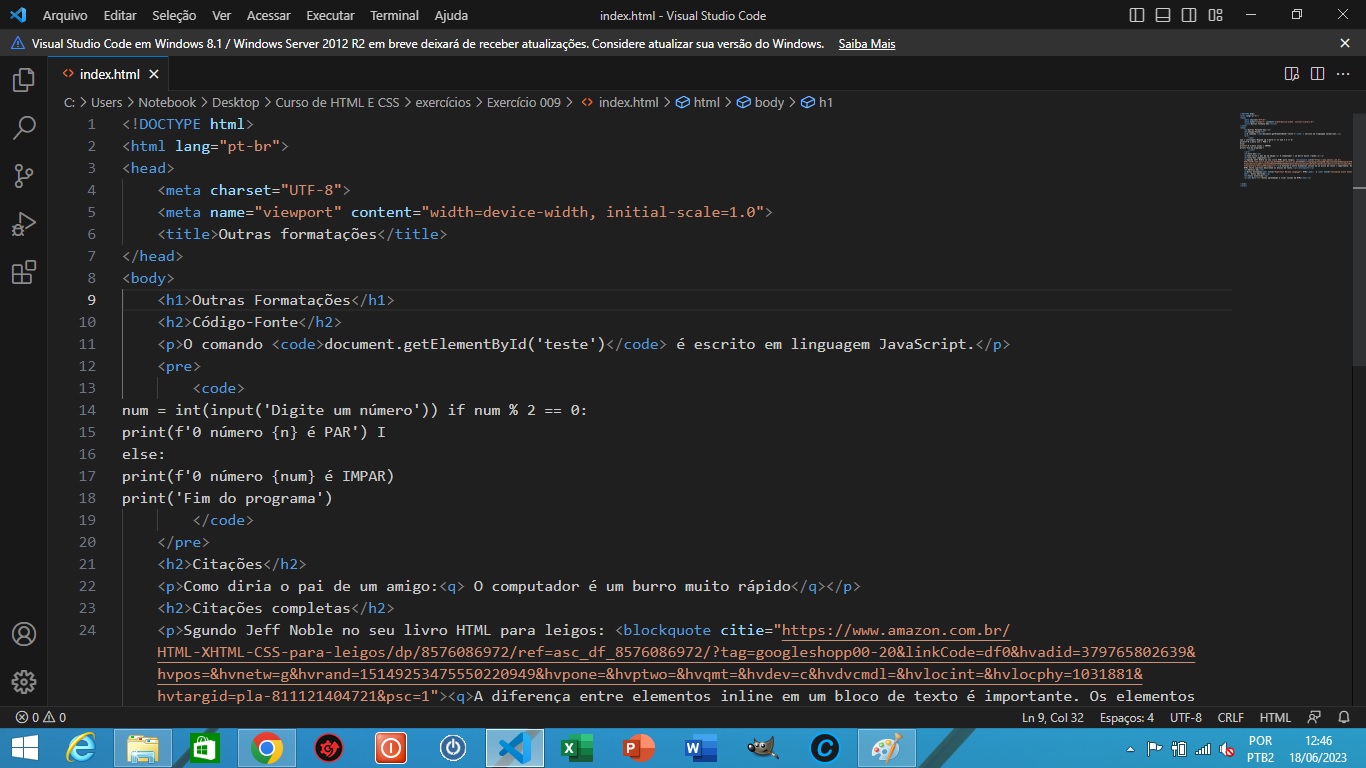 Arquivo Editar Seleção Ver Acessar Executar Terminal Ajuda
index.html - Visual Studio Code
Visual Studio Code em Windows 8.1 / Windows Server 2012 R2 em breve deixará de receber atualizações. Considere atualizar sua versão do Windows. Saiba Mais
index.html
C: > Users > Notebook > Desktop > Curso de HTML E CSS > exercícios > Exercício 009 > index.html > html > body > h1
1 <!DOCTYPE html>
2 <html lang="pt-br">
3 <head>
4 <meta charset="UTF-8">
5 <meta name="viewport" content="width=device-width, initial-scale=1.0">
6 <title>Outras formatações</title>
7 </head>
8 <body>
9 <h1>Outras Formatações</h1>
10 <h2>Código-Fonte</h2>
11 <p>O comando <code>document.getElementById('teste')</code> é escrito em linguagem JavaScript.</p>
12 <pre>
13 <code>
14 num = int(input('Digite um número')) if num % 2 == 0:
15 print(f'0 número {n} é PAR') I
16 else:
17 print(f'0 número {num} é IMPAR)
18 print('Fim do programa')
19 </code>
20 </pre>
21 <h2>Citações</h2>
22 <p>Como diria o pai de um amigo:<q> O computador é um burro muito rápido</q></p>
23 <h2>Citações completas</h2>
24 <p>Sgundo Jeff Noble no seu livro HTML para leigos: <blockquote citie="https://www.amazon.com.br/
HTML-XHTML-CSS-para-leigos/dp/8576086972/ref=asc_df_8576086972/?tag=googleshopp00-20&linkCode=df0&hvadid=379765802639&
hvpos=&hvnetw=g&hvrand=15149253475550220949&hvpone=&hvptwo=&hvqmt=&hvdev=c&hvdvcmdl=&hvlocint=&hvlocphy=1031881&
hvtargid=pla-811121404721&psc=1"><q>A diferença entre elementos inline em um bloco de texto é importante. Os elementos
0 0 Ln 9, Col 32 Espaços: 4 UTF-8 CRLF HTML
POR 12:46
PTB2 18/06/2023